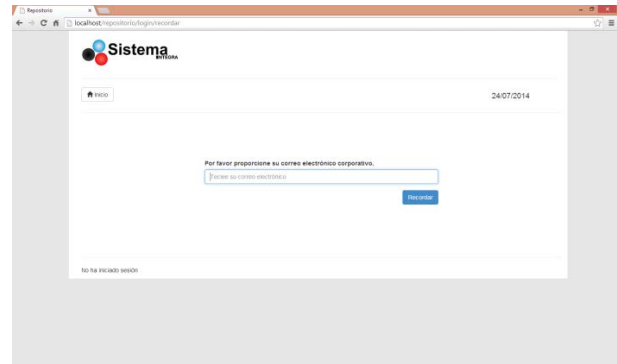 Repositorio
localhost/repositorio/login/recordar
Sistema
INTEGRA
Inicio
24/07/2014
Por favor proporcione su correo electrónico corporativo.
Teclee su correo electrónico
Recordar
No ha iniciado sesión